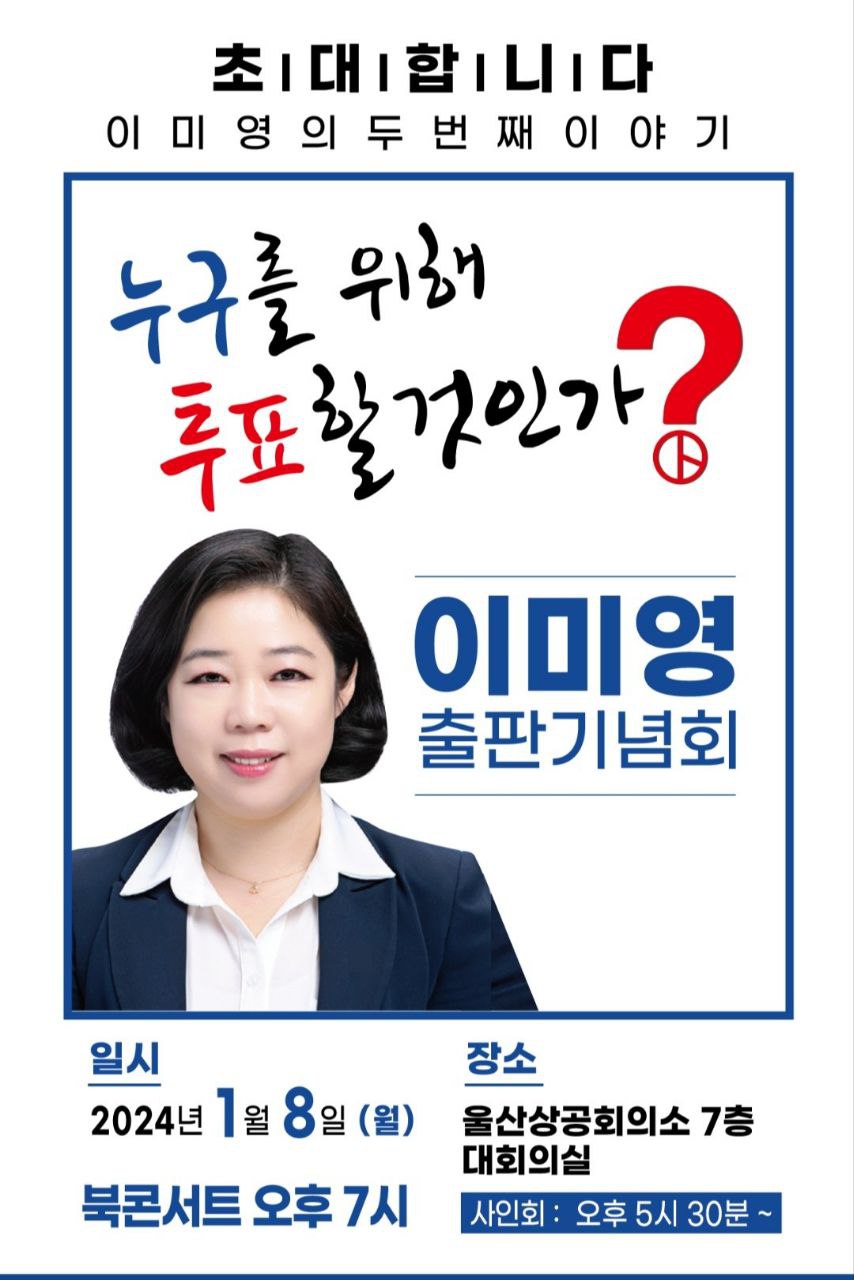 초대합니다
이미영의두번째이야기
누구를 위해
투표할것인가?
이미영
출판기념회
일시
2024년 1월 8일 (월)
북콘서트 오후 7시
장소
울산상공회의소 7층
대회의실
사인회 : 오후 5시 30분 ~